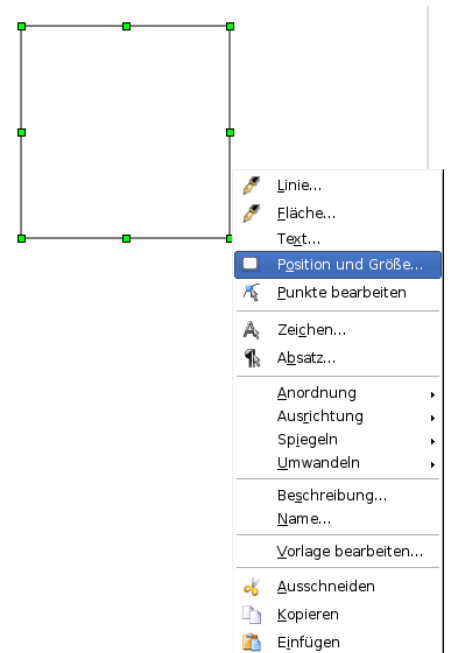 Linie...
Fläche...
Text...
Position und Größe...
Punkte bearbeiten
Zeichen...
Absatz...
Anordnung
Ausrichtung
Spiegeln
Umwandeln
Beschreibung...
Name...
Vorlage bearbeiten...
Ausschneiden
Kopieren
Einfügen